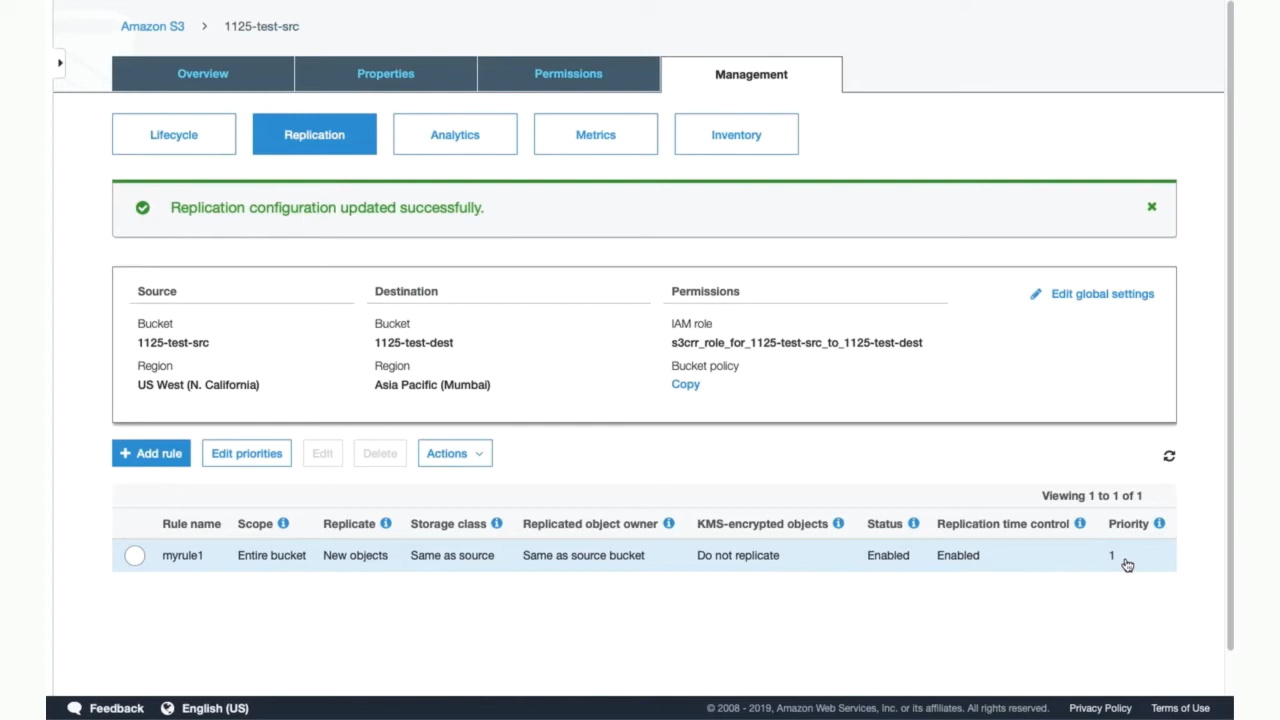 Amazon S3 > 1125-test-src
Overview Properties Permissions Management
Lifecycle Replication Analytics Metrics Inventory
Replication configuration updated successfully.
Source Destination Permissions Edit global settings
Bucket Bucket IAM role
1125-test-src 1125-test-dest s3crr_role_for_1125-test-src_to_1125-test-dest
Region Region Bucket policy
US West (N. California) Asia Pacific (Mumbai) Copy
+ Add rule Edit priorities Edit Delete Actions
Viewing 1 to 1 of 1
Rule name Scope Replicate Storage class Replicated object owner KMS-encrypted objects Status Replication time control Priority
myrule1 Entire bucket New objects Same as source Same as source bucket Do not replicate Enabled Enabled 1
Feedback English (US) © 2008 - 2019, Amazon Web Services, Inc. or its affiliates. All rights reserved. Privacy Policy Terms of Use